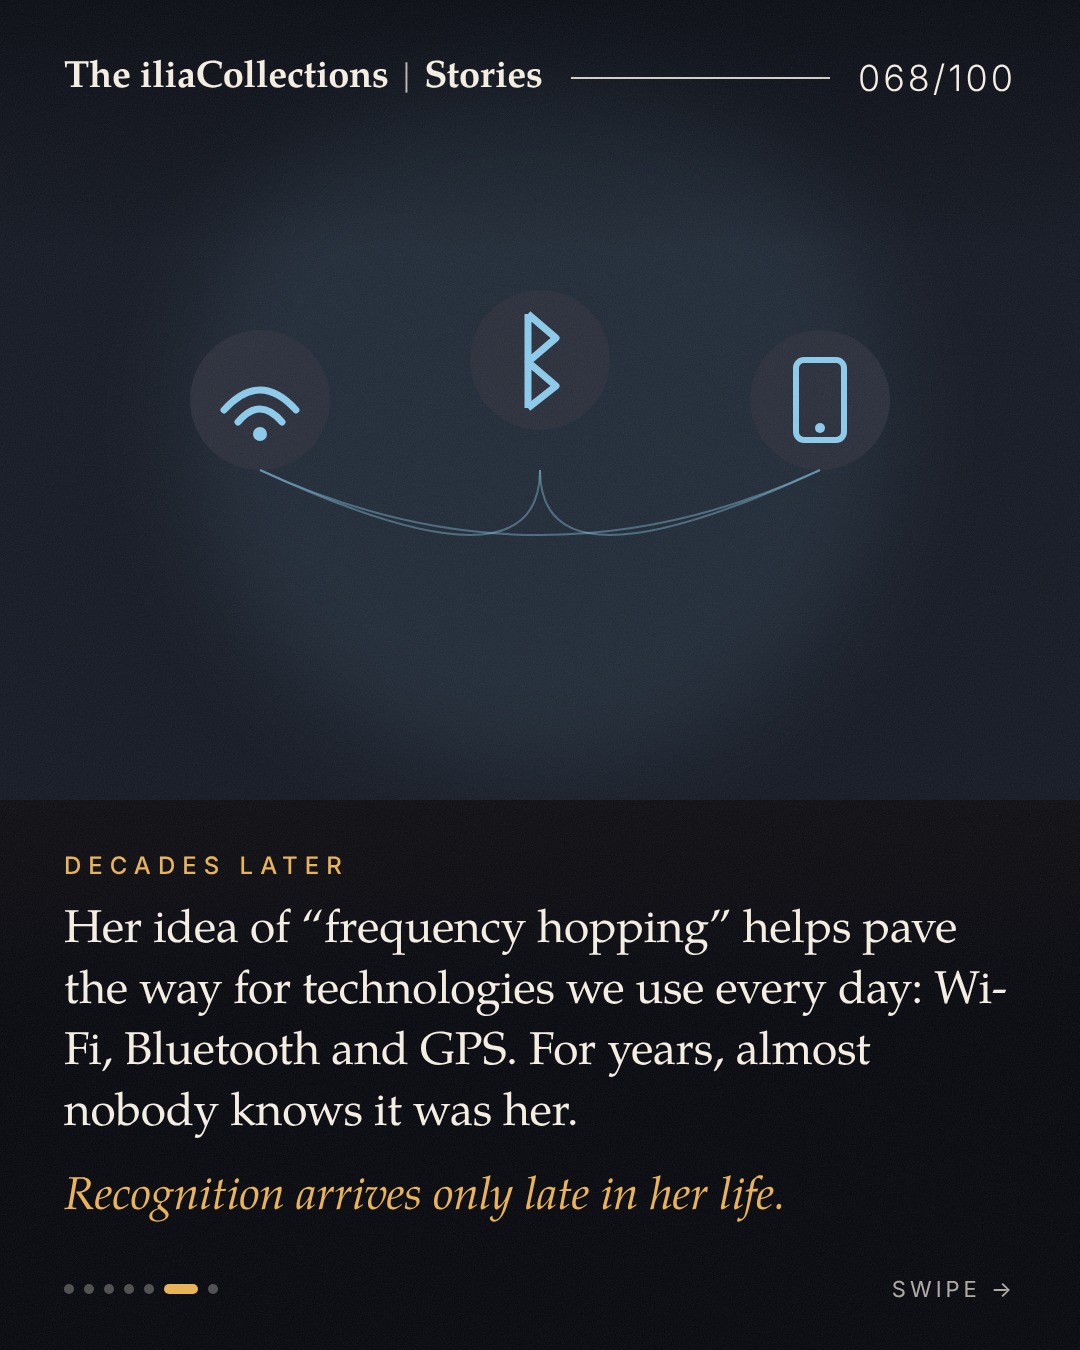 The iliaCollections | Stories 068/100
DECADES LATER
Her idea of “frequency hopping” helps pave
the way for technologies we use every day: Wi-
Fi, Bluetooth and GPS. For years, almost
nobody knows it was her.
Recognition arrives only late in her life.
SWIPE →